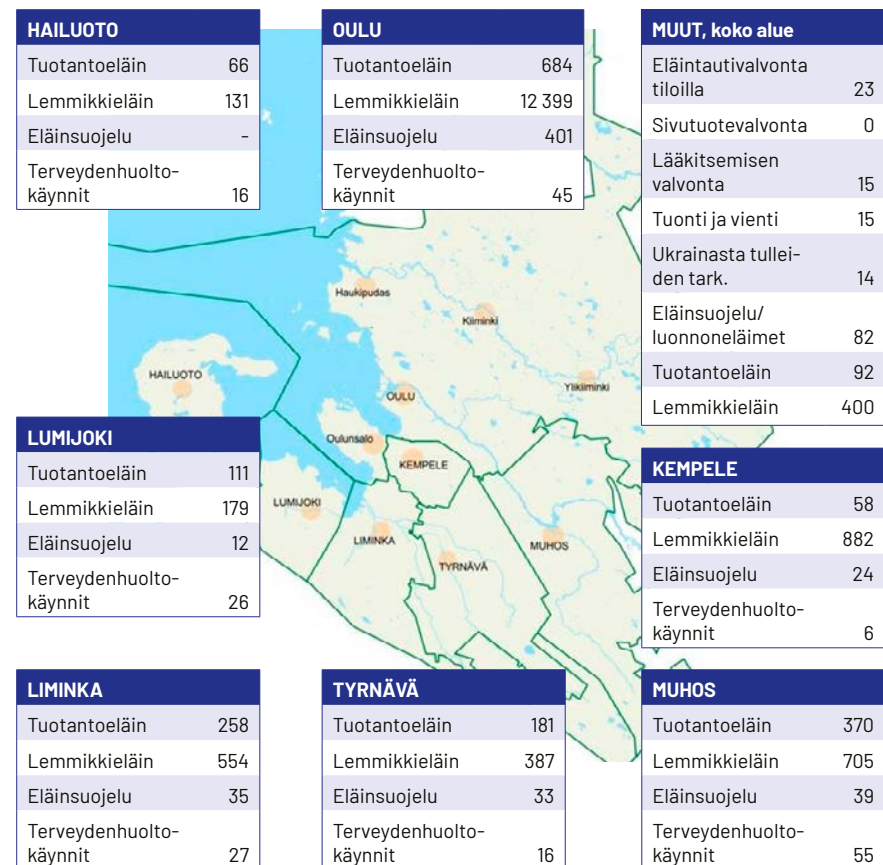 HAILUOTO
Tuotantoeläin 66
Lemmikkieläin 131
Eläinsuojelu -
Terveydenhuolto-
käynnit 16
OULU
Tuotantoeläin 684
Lemmikkieläin 12 399
Eläinsuojelu 401
Terveydenhuolto-
käynnit 45
MUUT, koko alue
Eläintautivalvonta
tiloilla 23
Sivutuotevalvonta 0
Lääkitsemisen
valvonta 15
Tuonti ja vienti 15
Ukrainasta tullei-
den tark. 14
Eläinsuojelu/
luonnoneläimet 82
Tuotantoeläin 92
Lemmikkieläin 400
Haukipudas
Kiiminki
HAILUOTO
OULU
Ylikiiminki
Oulunsalo
KEMPELE
LUMIJOKI
LIMINKA
TYRNÄVÄ
MUHOS
LUMIJOKI
Tuotantoeläin 111
Lemmikkieläin 179
Eläinsuojelu 12
Terveydenhuolto-
käynnit 26
KEMPELE
Tuotantoeläin 58
Lemmikkieläin 882
Eläinsuojelu 24
Terveydenhuolto-
käynnit 6
LIMINKA
Tuotantoeläin 258
Lemmikkieläin 554
Eläinsuojelu 35
Terveydenhuolto-
käynnit 27
TYRNÄVÄ
Tuotantoeläin 181
Lemmikkieläin 387
Eläinsuojelu 33
Terveydenhuolto-
käynnit 16
MUHOS
Tuotantoeläin 370
Lemmikkieläin 705
Eläinsuojelu 39
Terveydenhuolto-
käynnit 55